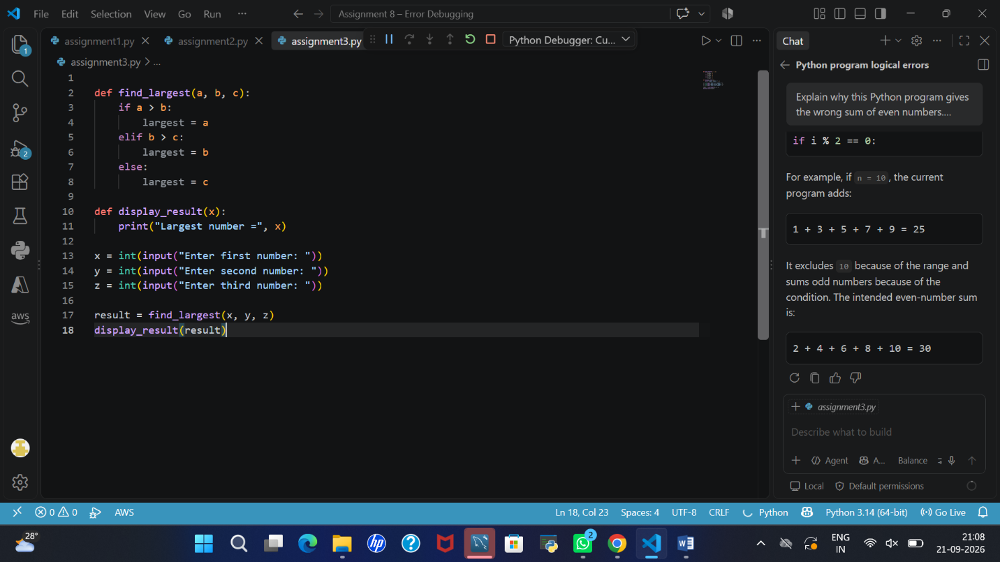 File Edit Selection View Go Run ···
Assignment 8 – Error Debugging
assignment1.py
assignment2.py
assignment3.py
Python Debugger: Cu...
assignment3.py > ...
1
2 def find_largest(a, b, c):
3 if a > b:
4 largest = a
5 elif b > c:
6 largest = b
7 else:
8 largest = c
9
10 def display_result(x):
11 print("Largest number =", x)
12
13 x = int(input("Enter first number: "))
14 y = int(input("Enter second number: "))
15 z = int(input("Enter third number: "))
16
17 result = find_largest(x, y, z)
18 display_result(result)
1
2
aws
Chat
Python program logical errors
Explain why this Python program gives
the wrong sum of even numbers....
if i % 2 == 0:
For example, if n = 10, the current
program adds:
1 + 3 + 5 + 7 + 9 = 25
It excludes 10 because of the range and
sums odd numbers because of the
condition. The intended even-number sum
is:
2 + 4 + 6 + 8 + 10 = 30
assignment3.py
Describe what to build
Agent A... Balance
Local Default permissions
0 0 AWS Ln 18, Col 23 Spaces: 4 UTF-8 CRLF Python Python 3.14 (64-bit) Go Live
28°
hp
2
ENG
IN
21:08
21-09-2026